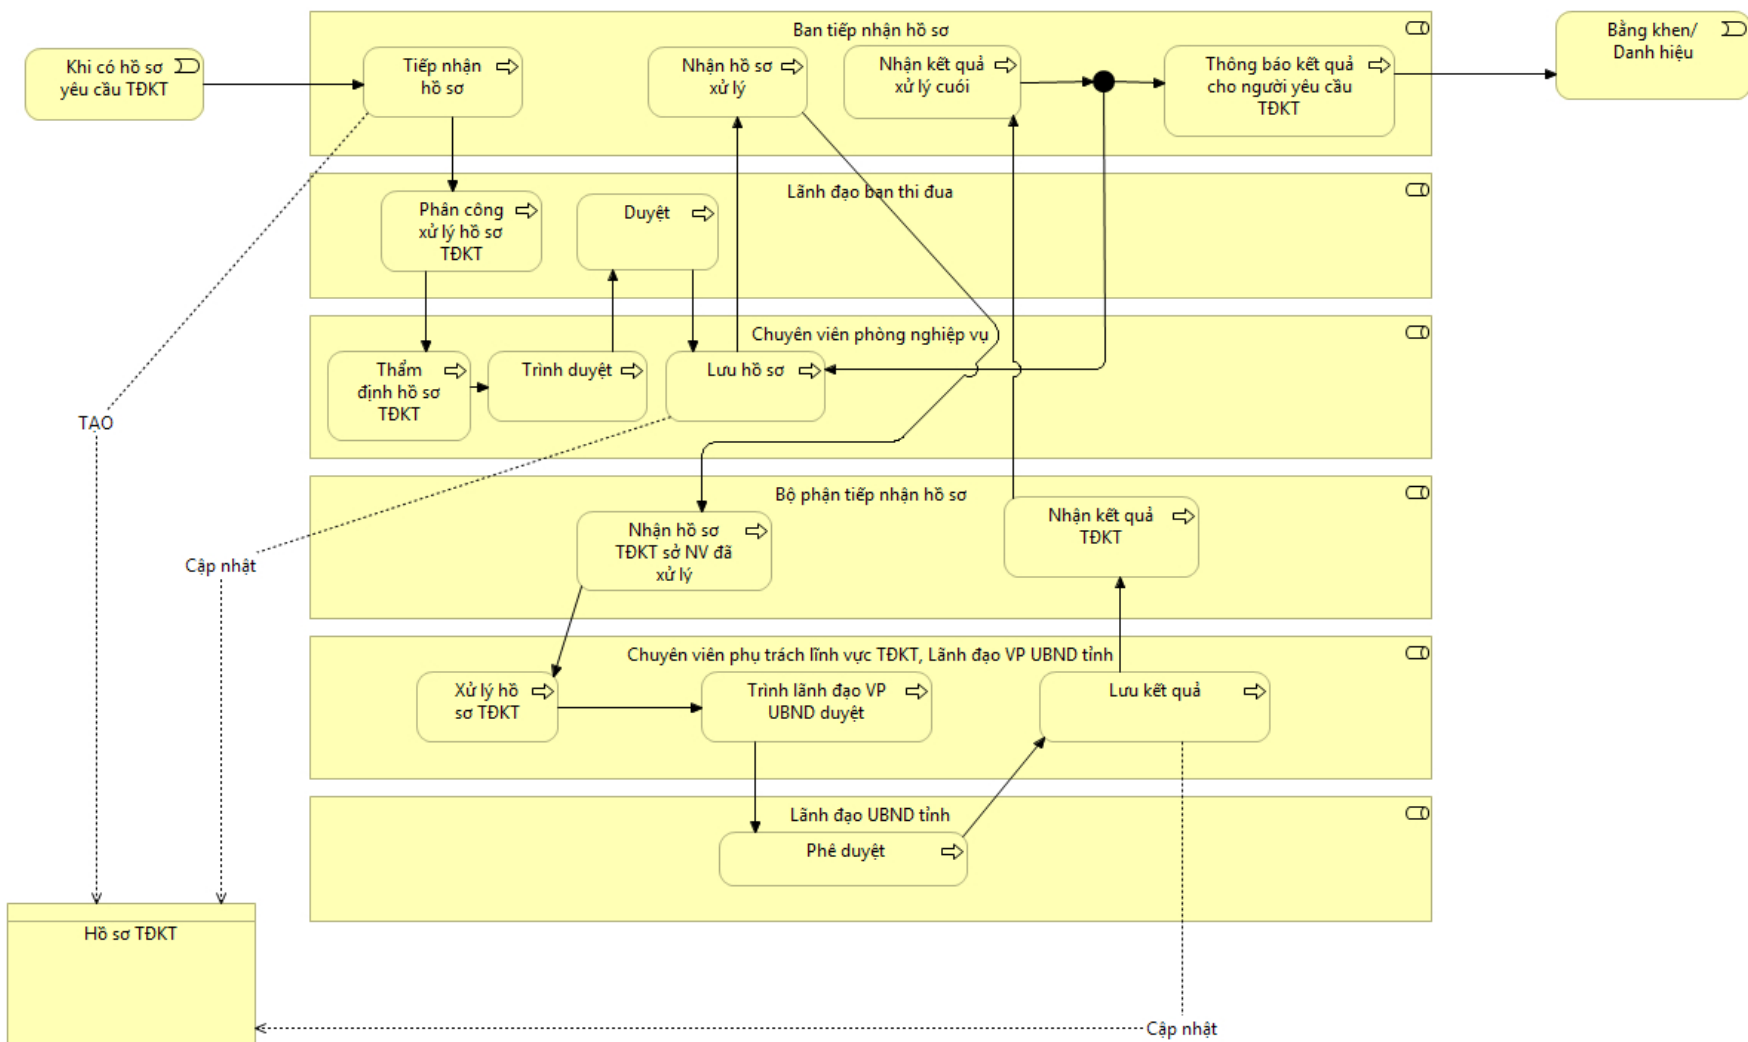 Ban tiếp nhận hồ sơ
Khi có hồ sơ
yêu cầu TĐKT
Tiếp nhận
hồ sơ
Nhận hồ sơ
xử lý
Nhận kết quả
xử lý cuói
Thông báo kết quả
cho người yêu cầu
TĐKT
Bằng khen/
Danh hiệu
Lãnh đạo ban thi đua
Phân công
xử lý hồ sơ
TĐKT
Duyệt
Chuyên viên phòng nghiệp vụ
Thẩm
định hồ sơ
TĐKT
Trình duyệt
Lưu hồ sơ
TAO
Bộ phận tiếp nhận hồ sơ
Nhận hồ sơ
TĐKT sở NV đã
xử lý
Nhận kết quả
TĐKT
Cập nhật
Chuyên viên phụ trách lĩnh vực TĐKT, Lãnh đạo VP UBND tỉnh
Xử lý hồ
sơ TĐKT
Trình lãnh đạo VP
UBND duyệt
Lưu kết quả
Lãnh đạo UBND tỉnh
Phê duyệt
Hồ sơ TĐKT
Cập nhật